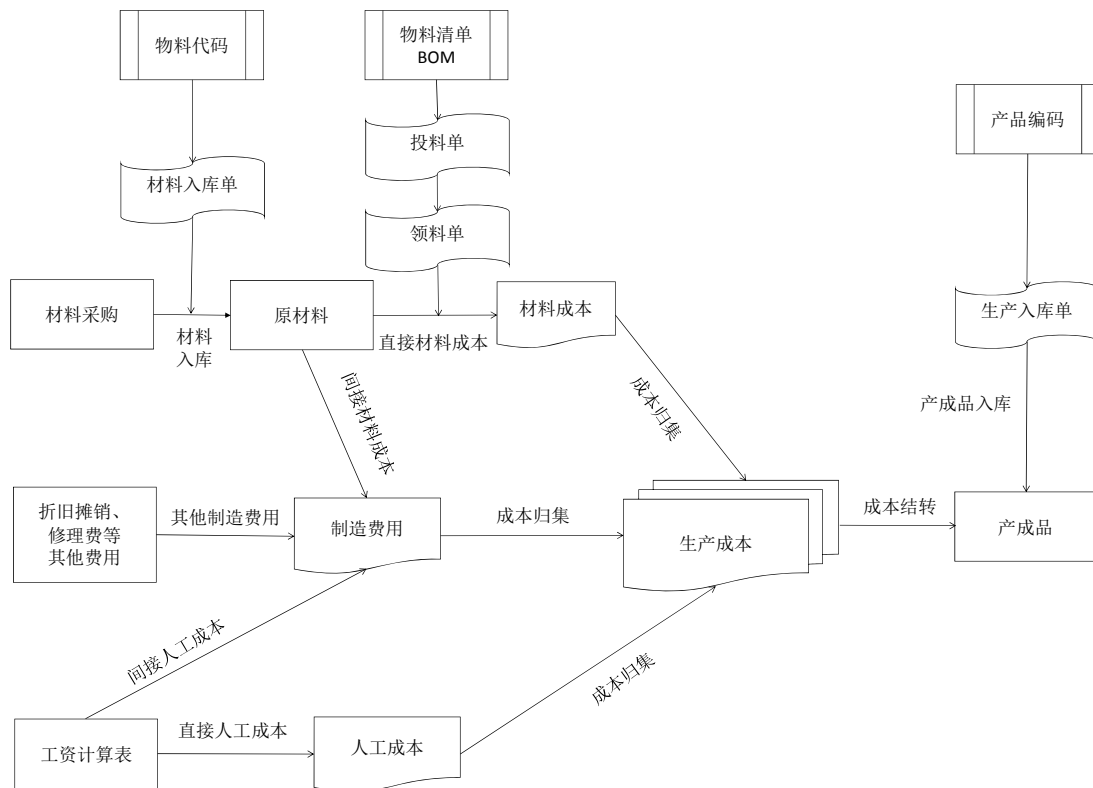 物料代码
物料清单
BOM
产品编码
投料单
材料入库单
领料单
材料采购
材料
入库
原材料
直接材料成本
材料成本
生产入库单
间接材料成本
成本归集
产成品入库
折旧摊销、
修理费等
其他费用
其他制造费用
制造费用
成本归集
生产成本
成本结转
产成品
间接人工成本
成本归集
工资计算表
直接人工成本
人工成本